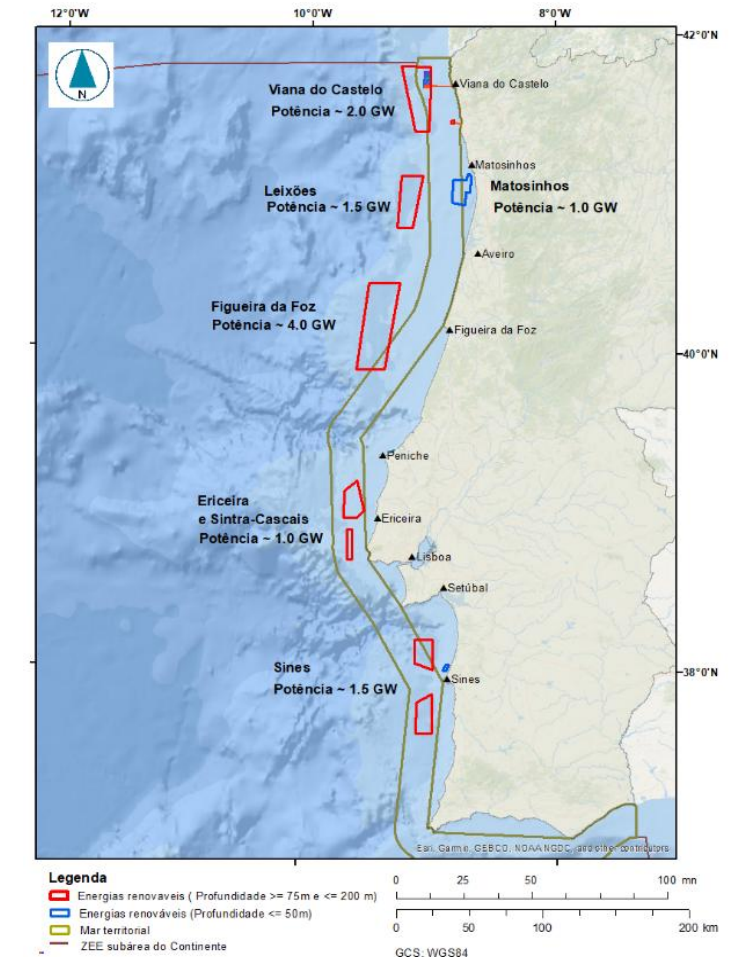 12°0'W 10°0'W 8°0'W
42°0'N
N
Viana do Castelo
Potência ~ 2.0 GW
Viana do Castelo
Matosinhos
Leixões
Potência ~ 1.5 GW
Matosinhos
Potência ~ 1.0 GW
Aveiro
Figueira da Foz
Potência ~ 4.0 GW
Figueira da Foz
40°0'N
Peniche
Ericeira
e Sintra-Cascais
Potência ~ 1.0 GW
Ericeira
Lisboa
Setúbal
Sines
Potência ~ 1.5 GW
38°0'N
Sines
Esri, Garmin, GEBCO, NOAA NGDC, and other contributors
Legenda
Energias renovaveis ( Profundidade >= 75m e <= 200 m)
Energias renováveis (Profundidade <= 50m)
Mar territorial
ZEE subárea do Continente
0 25 50 100 mn
0 50 100 200 km
GCS: WGS84